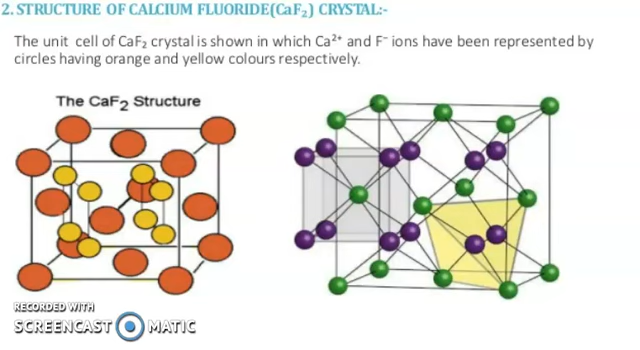 2. STRUCTURE OF CALCIUM FLUORIDE(CaF₂) CRYSTAL:-
The unit cell of CaF₂ crystal is shown in which Ca²⁺ and F⁻ ions have been represented by
circles having orange and yellow colours respectively.
The CaF₂ Structure
RECORDED WITH
SCREENCAST O MATIC